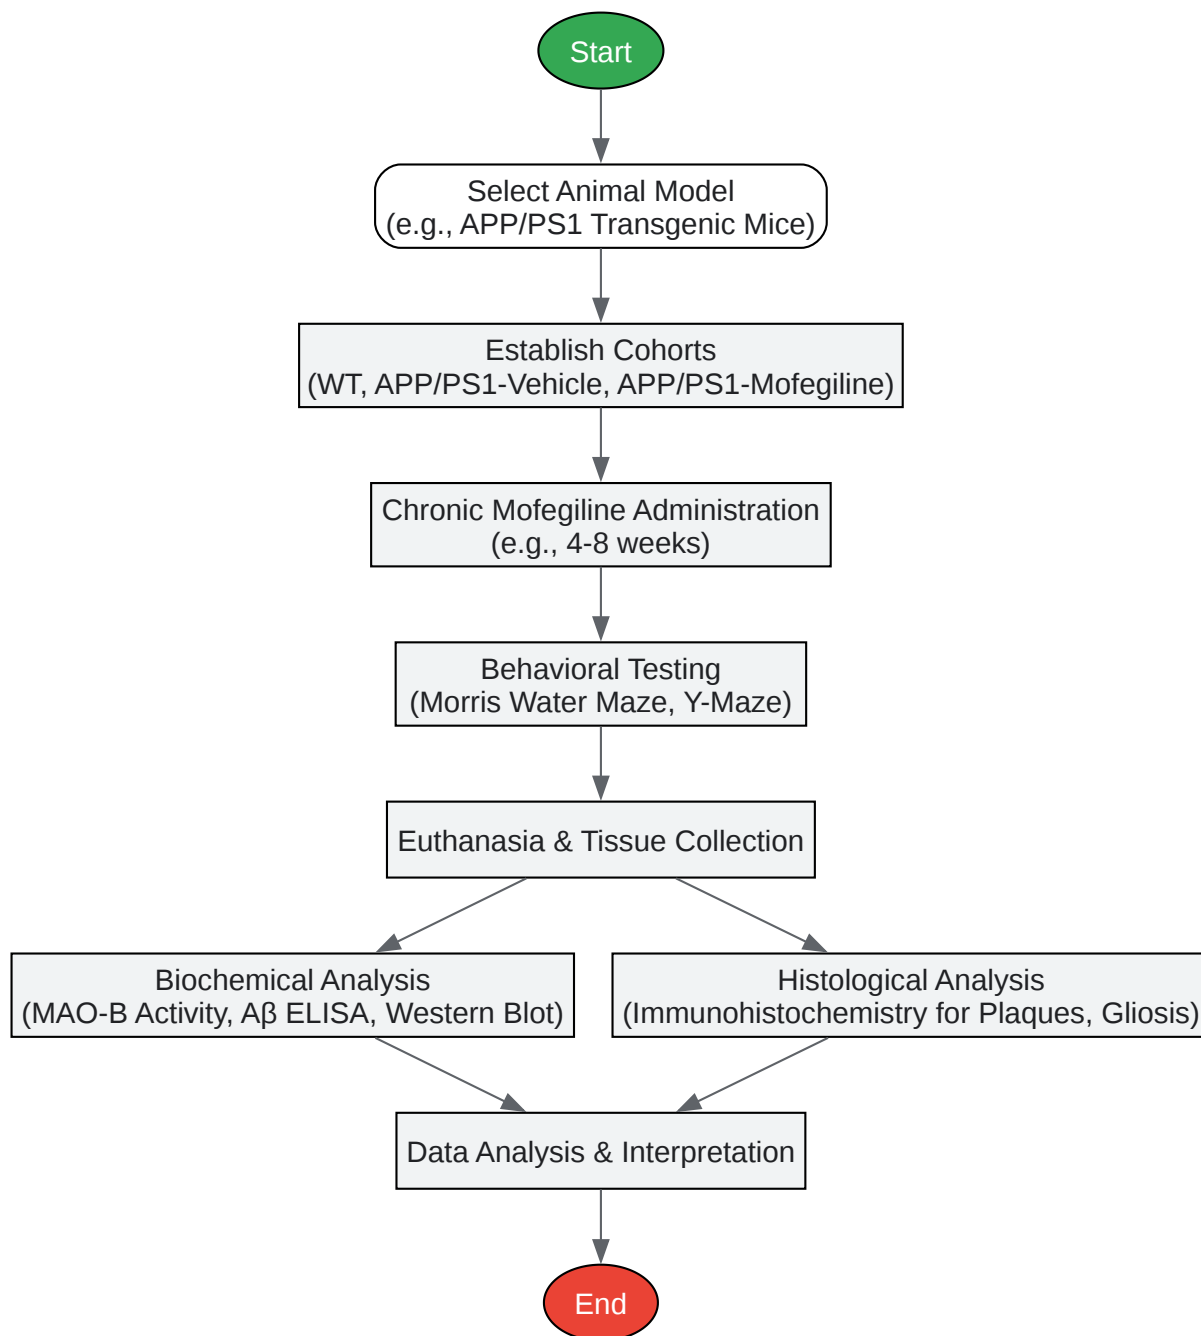 Start
Select Animal Model
(e.g., APP/PS1 Transgenic Mice)
Establish Cohorts
(WT, APP/PS1-Vehicle, APP/PS1-Mofegiline)
Chronic Mofegiline Administration
(e.g., 4-8 weeks)
Behavioral Testing
(Morris Water Maze, Y-Maze)
Euthanasia & Tissue Collection
Biochemical Analysis
(MAO-B Activity, Aβ ELISA, Western Blot)
Histological Analysis
(Immunohistochemistry for Plaques, Gliosis)
Data Analysis & Interpretation
End